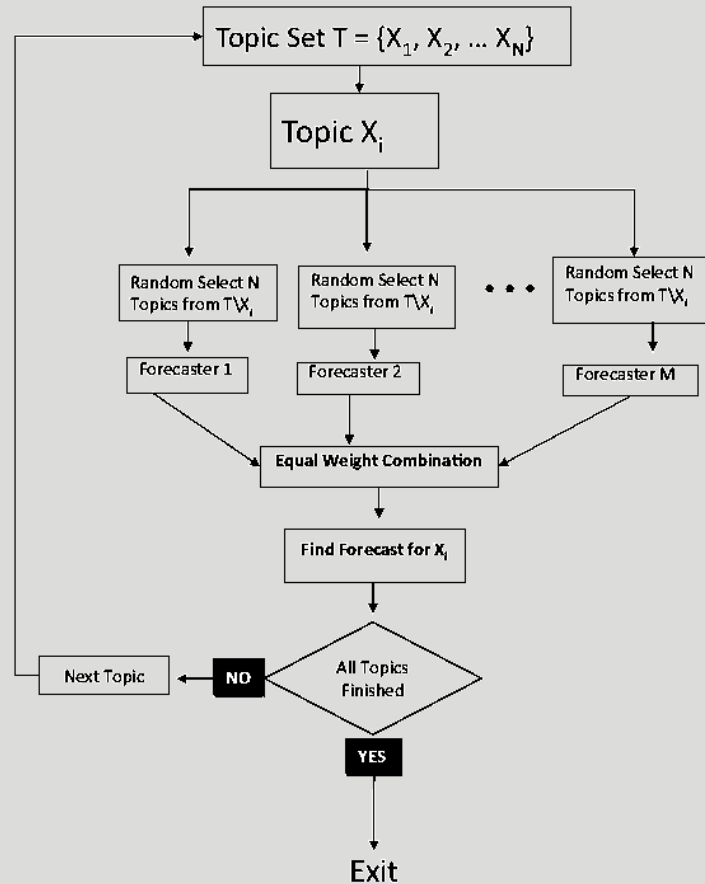 Topic Set T = {X₁, X₂, ... X_N}
Topic Xᵢ
Random Select N
Topics from T\Xᵢ
Random Select N
Topics from T\Xᵢ
• • •
Random Select N
Topics from T\Xᵢ
Forecaster 1
Forecaster 2
Forecaster M
Equal Weight Combination
Find Forecast for Xᵢ
All Topics
Finished
NO
Next Topic
YES
Exit